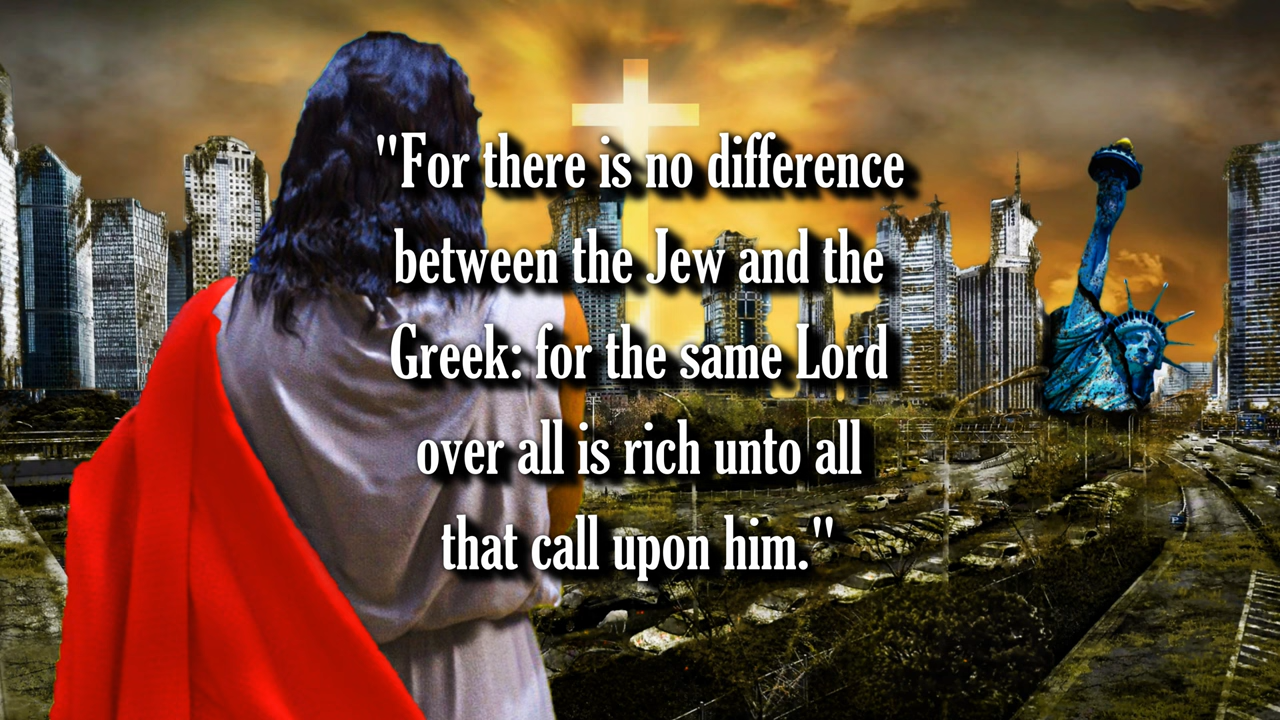 "For there is no difference
between the Jew and the
Greek: for the same Lord
over all is rich unto all
that call upon him."